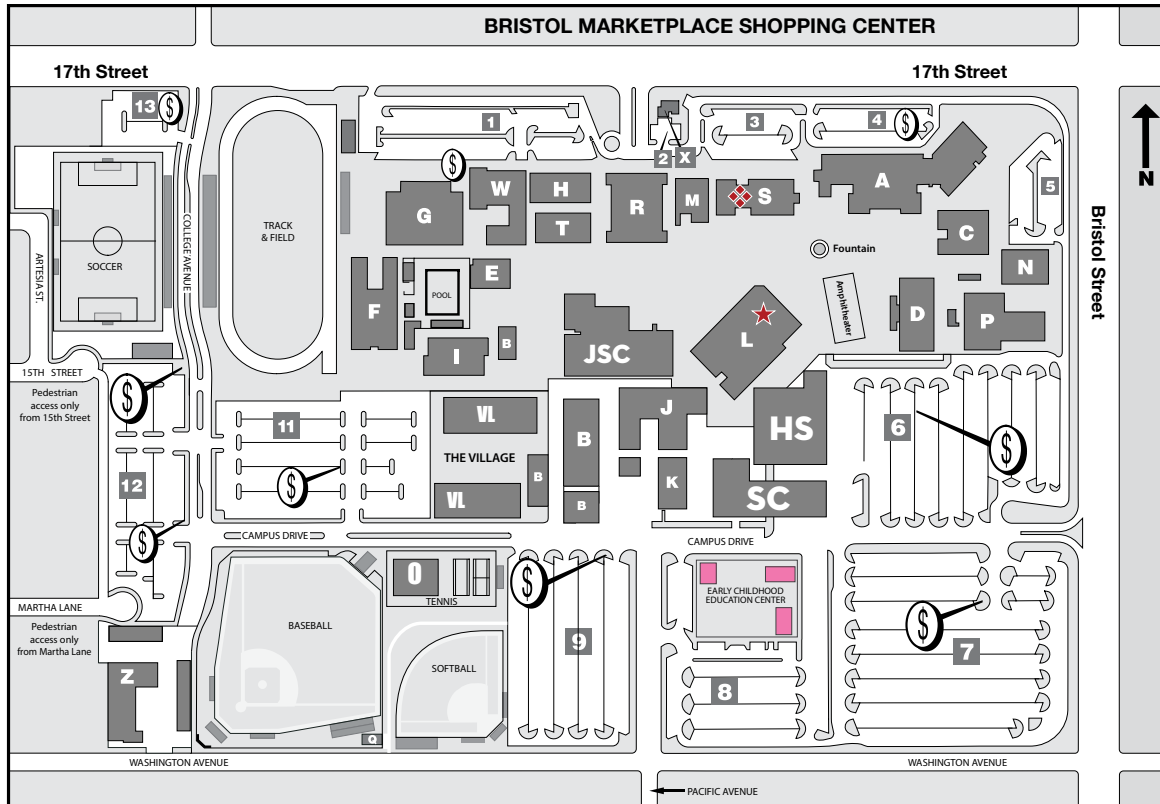 BRISTOL MARKETPLACE SHOPPING CENTER
17th Street
17th Street
13
$
1
2
X
3
4
$
5
N
$
G
W
H
T
R
M
S
A
C
N
Bristol Street
TRACK
& FIELD
COLLEGE AVENUE
SOCCER
ARTESIA ST.
Fountain
Amphitheater
F
POOL
E
I
B
JSC
L
D
P
15TH STREET
Pedestrian
access only
from 15th Street
$
11
$
VL
THE VILLAGE
VL
B
B
B
J
K
HS
SC
6
$
12
$
CAMPUS DRIVE
CAMPUS DRIVE
MARTHA LANE
Pedestrian
access only
from Martha Lane
Z
BASEBALL
O
TENNIS
SOFTBALL
Q
$
9
EARLY CHILDHOOD
EDUCATION CENTER
8
$
7
WASHINGTON AVENUE
WASHINGTON AVENUE
PACIFIC AVENUE